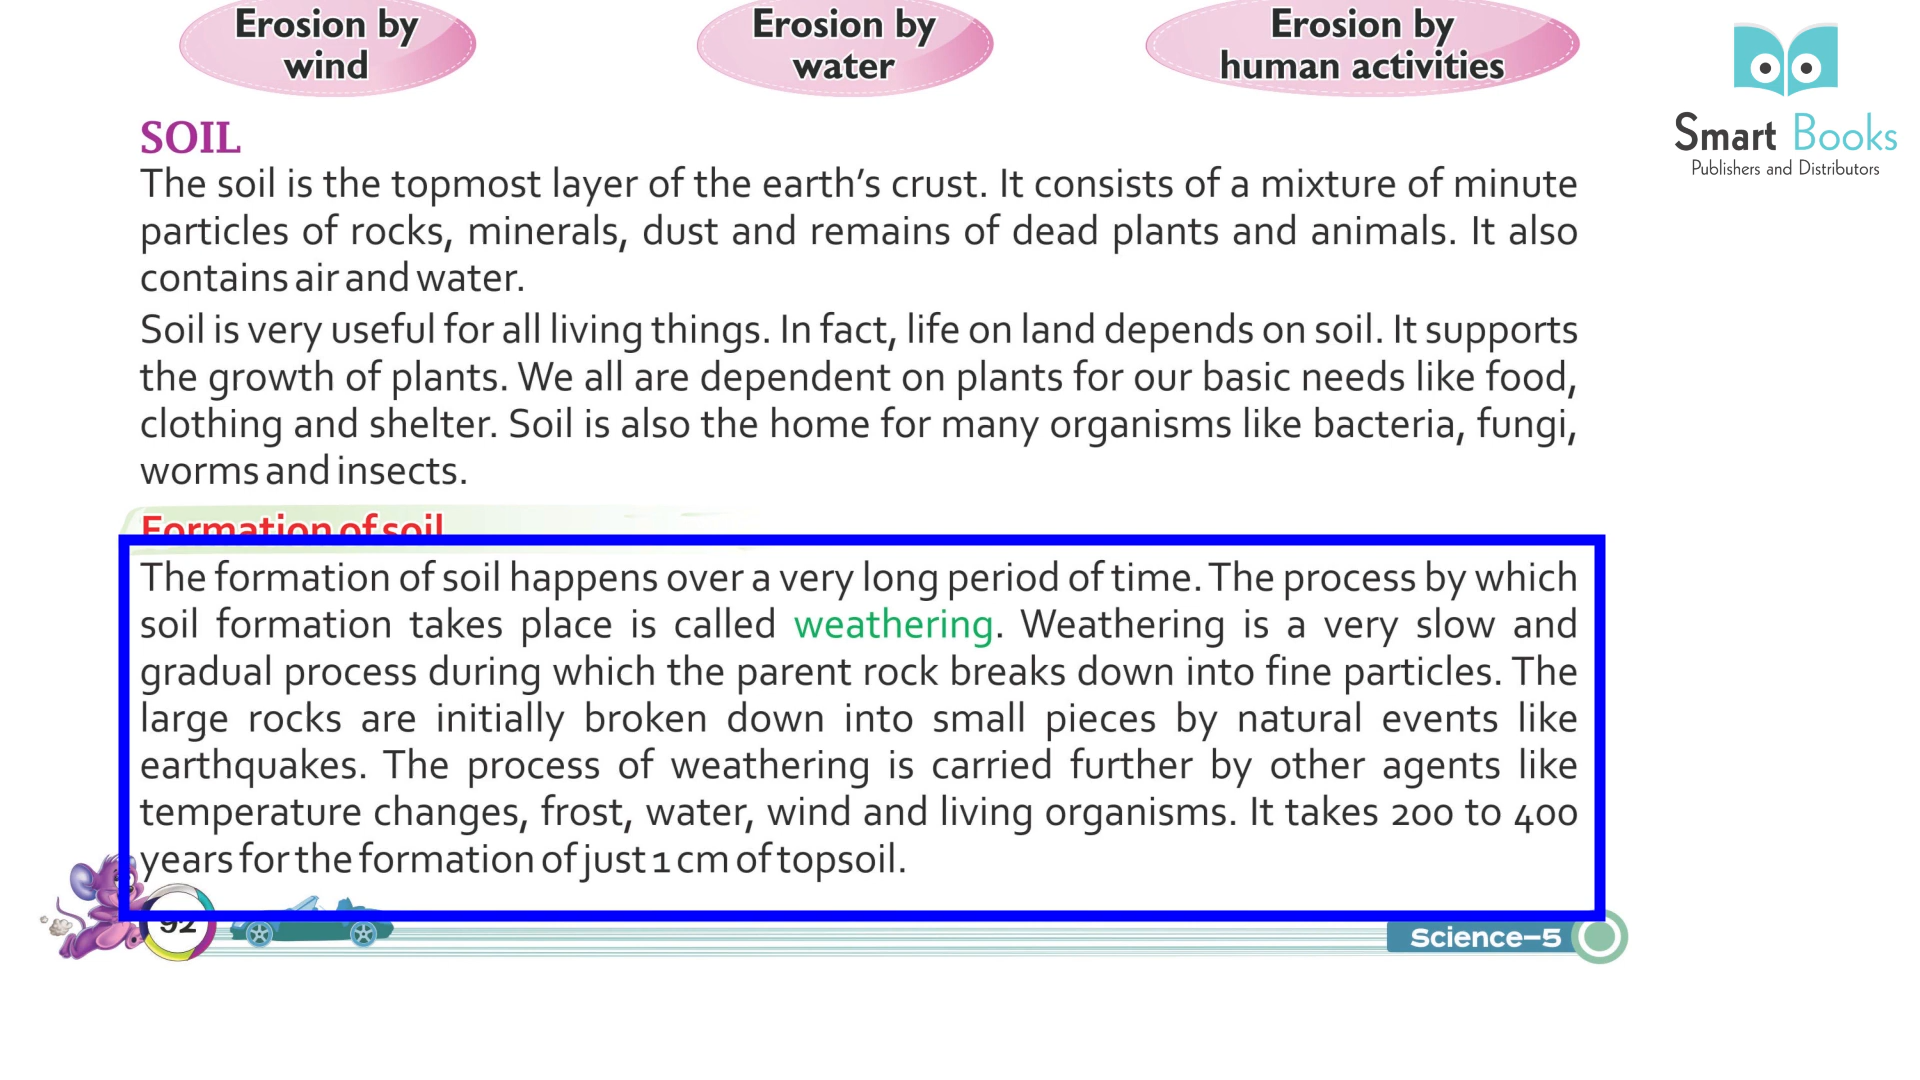 Erosion by
wind
Erosion by
water
Erosion by
human activities
Smart Books
Publishers and Distributors
SOIL
The soil is the topmost layer of the earth's crust. It consists of a mixture of minute
particles of rocks, minerals, dust and remains of dead plants and animals. It also
contains air and water.
Soil is very useful for all living things. In fact, life on land depends on soil. It supports
the growth of plants. We all are dependent on plants for our basic needs like food,
clothing and shelter. Soil is also the home for many organisms like bacteria, fungi,
worms and insects.
Formation of soil
The formation of soil happens over a very long period of time. The process by which
soil formation takes place is called weathering. Weathering is a very slow and
gradual process during which the parent rock breaks down into fine particles. The
large rocks are initially broken down into small pieces by natural events like
earthquakes. The process of weathering is carried further by other agents like
temperature changes, frost, water, wind and living organisms. It takes 200 to 400
years for the formation of just 1 cm of topsoil.
92
Science–5